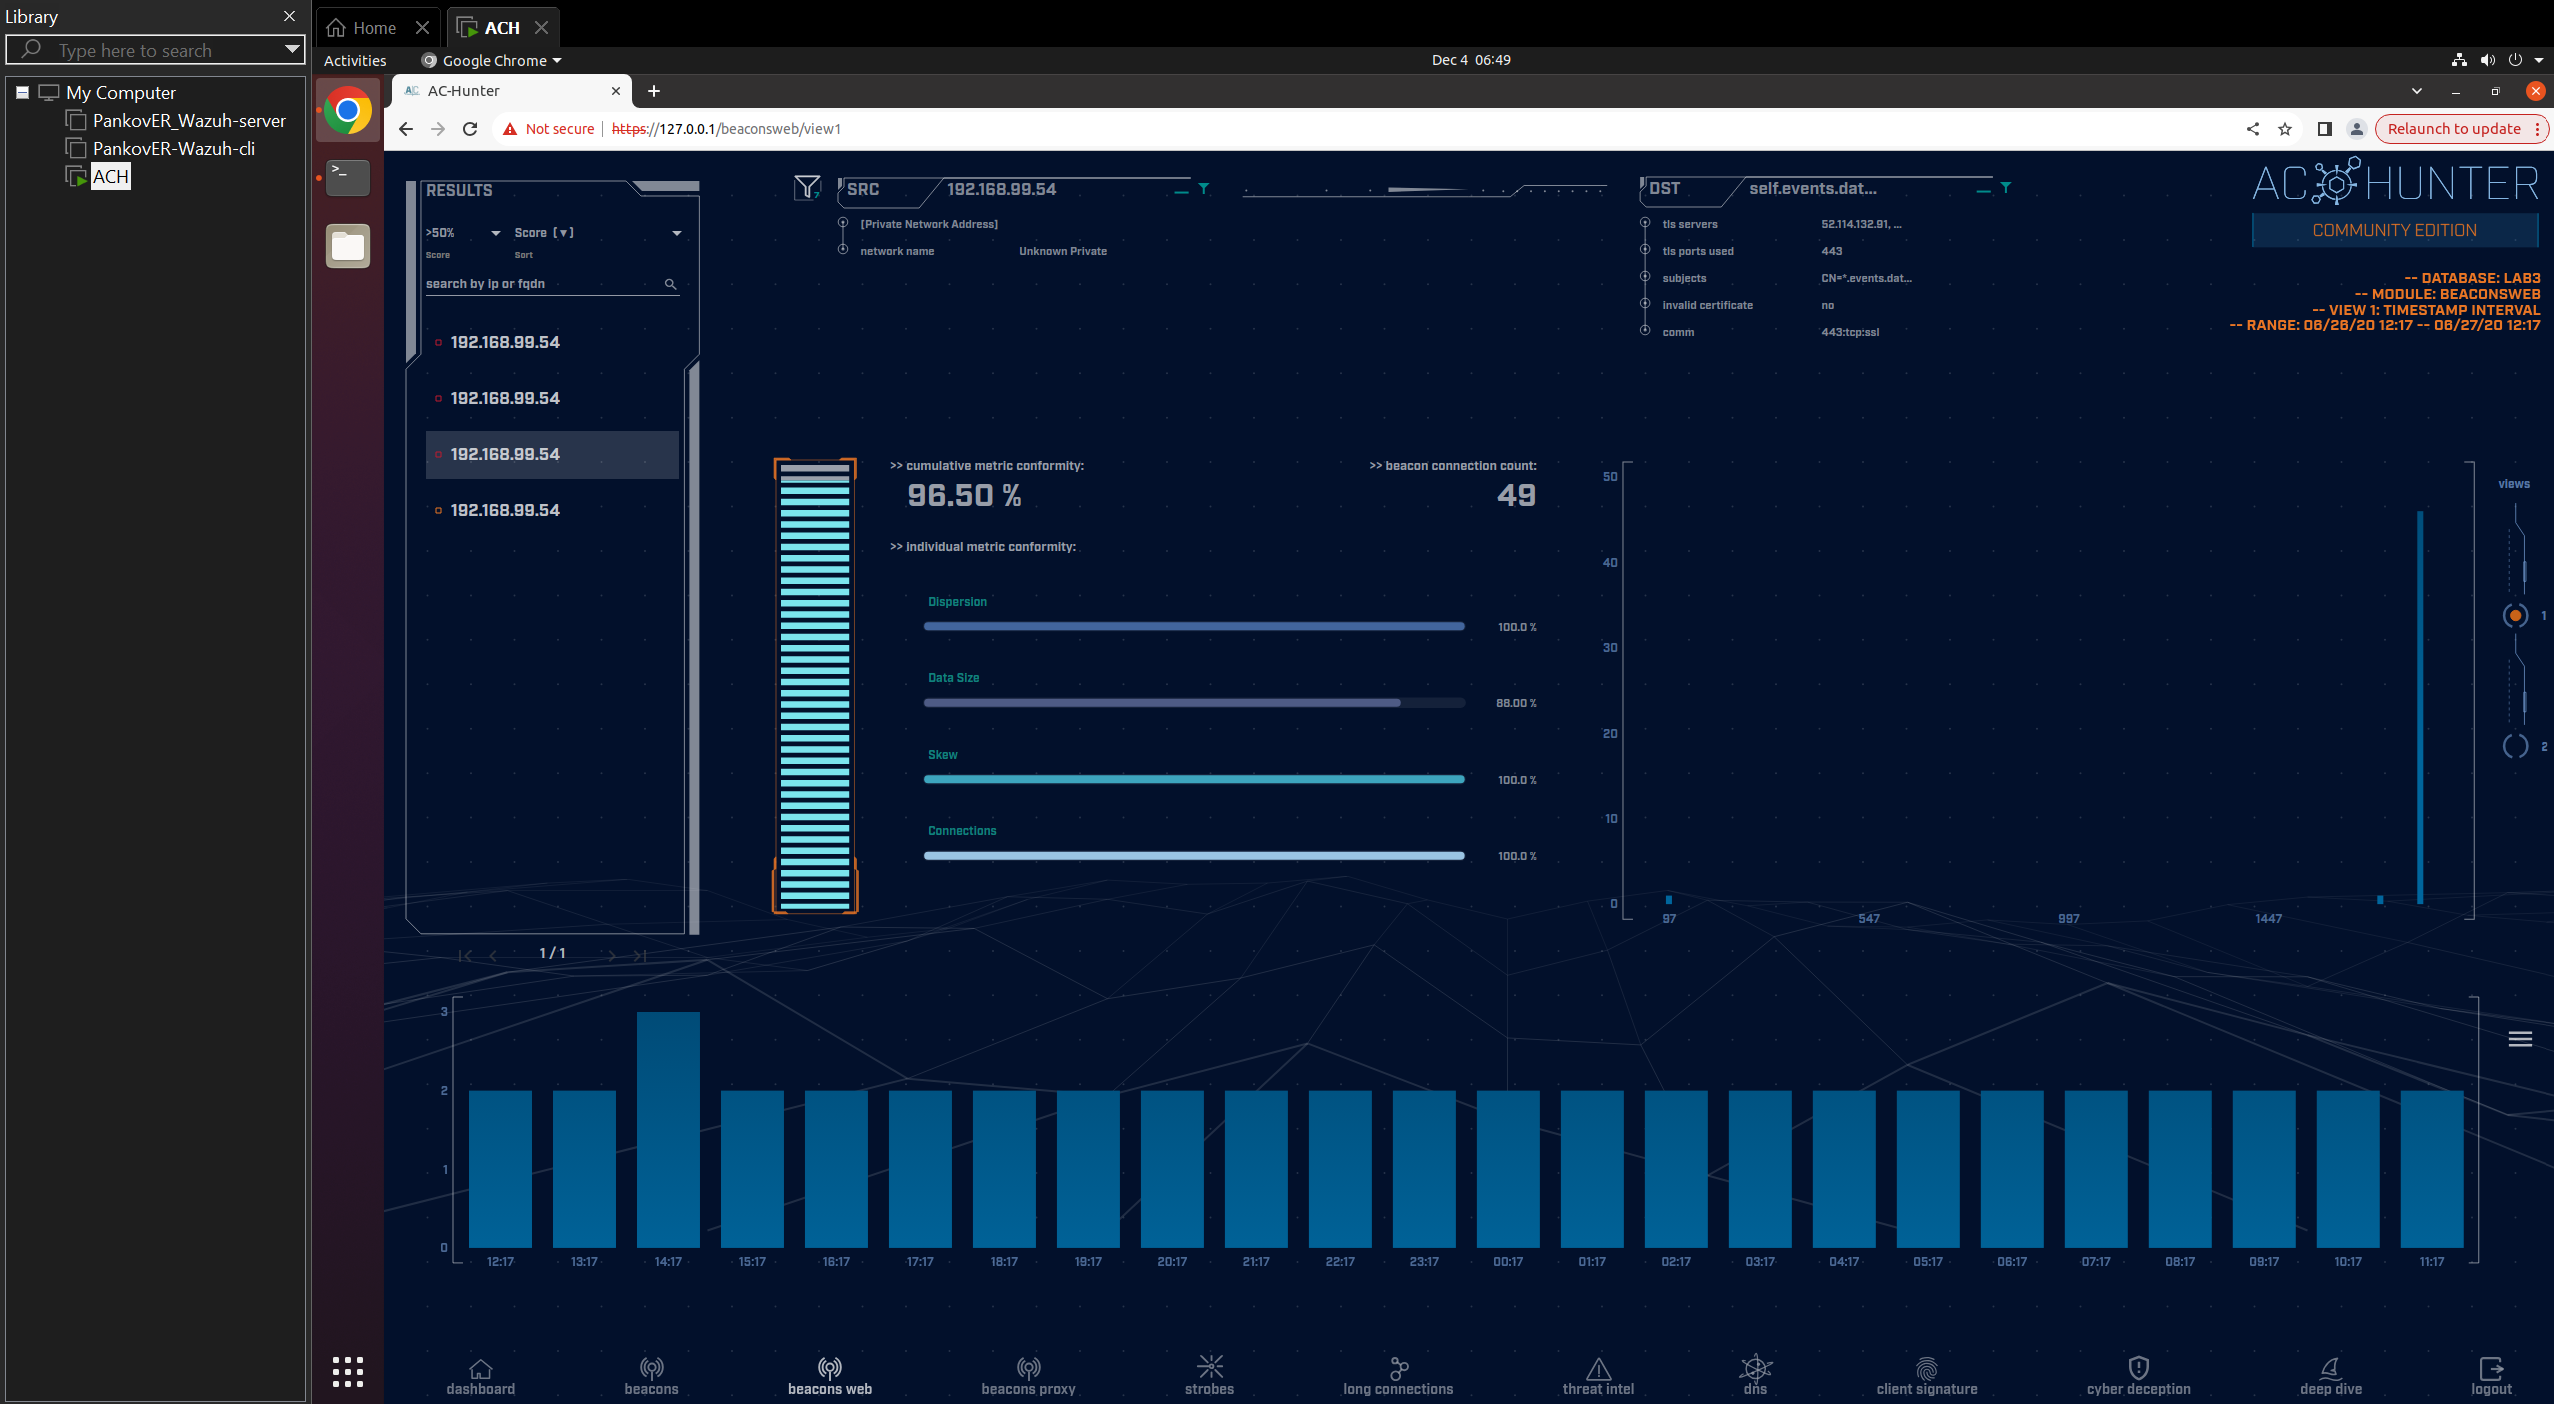 Library
Type here to search
My Computer
PankovER_Wazuh-server
PankovER-Wazuh-cli
ACH
Home
ACH
Activities
Google Chrome
Dec 4 06:49
AC AC-Hunter
Not secure
https://127.0.0.1/beaconsweb/view1
Relaunch to update
RESULTS
>50%
Score [▼]
Score
Sort
search by ip or fqdn
192.168.99.54
192.168.99.54
192.168.99.54
192.168.99.54
1 / 1
7
SRC
192.168.99.54
[Private Network Address]
network name
Unknown Private
DST
self.events.dat...
tls servers
52.114.132.91, ...
tls ports used
443
subjects
CN=*.events.dat...
invalid certificate
no
comm
443:tcp:ssl
AC HUNTER
COMMUNITY EDITION
-- DATABASE: LAB3
-- MODULE: BEACONSWEB
-- VIEW 1: TIMESTAMP INTERVAL
-- RANGE: 06/26/20 12:17 -- 06/27/20 12:17
>> cumulative metric conformity:
96.50 %
>> beacon connection count:
49
>> individual metric conformity:
Dispersion
100.0 %
Data Size
88.00 %
Skew
100.0 %
Connections
100.0 %
50
40
30
20
10
0
97
547
997
1447
views
1
2
3
2
1
0
12:17
13:17
14:17
15:17
16:17
17:17
18:17
19:17
20:17
21:17
22:17
23:17
00:17
01:17
02:17
03:17
04:17
05:17
06:17
07:17
08:17
09:17
10:17
11:17
dashboard
beacons
beacons web
beacons proxy
strobes
long connections
threat intel
dns
client signature
cyber deception
deep dive
logout